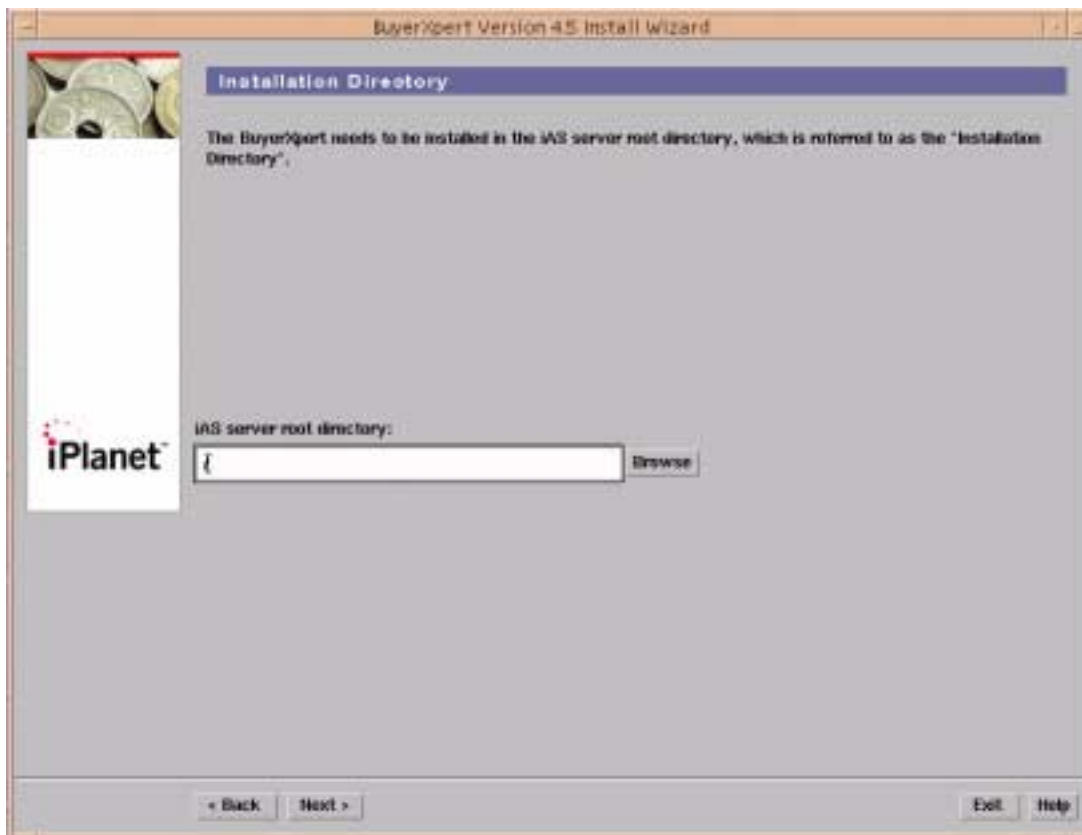 BuyerXpert Version 4.5 Install Wizard
Installation Directory
The BuyerXpert needs to be installed in the iAS server root directory, which is referred to as the "Installation
Directory".
iAS server root directory:
Browse
iPlanet™
< Back Next > Exit Help